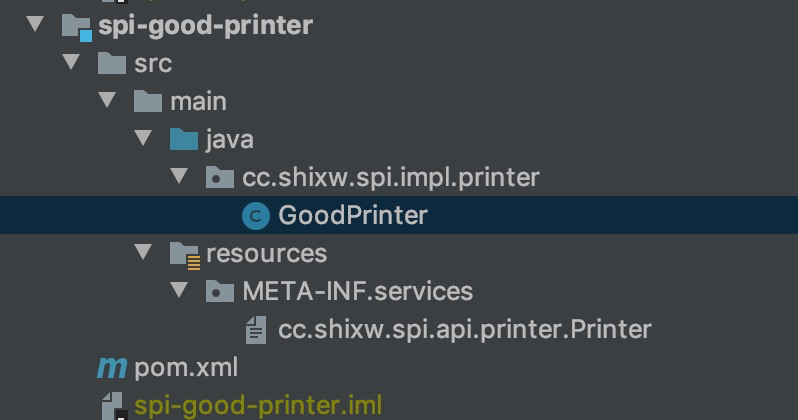 spi-good-printer
src
main
java
cc.shixw.spi.impl.printer
C GoodPrinter
resources
META-INF.services
cc.shixw.spi.api.printer.Printer
m pom.xml
spi-good-printer.iml